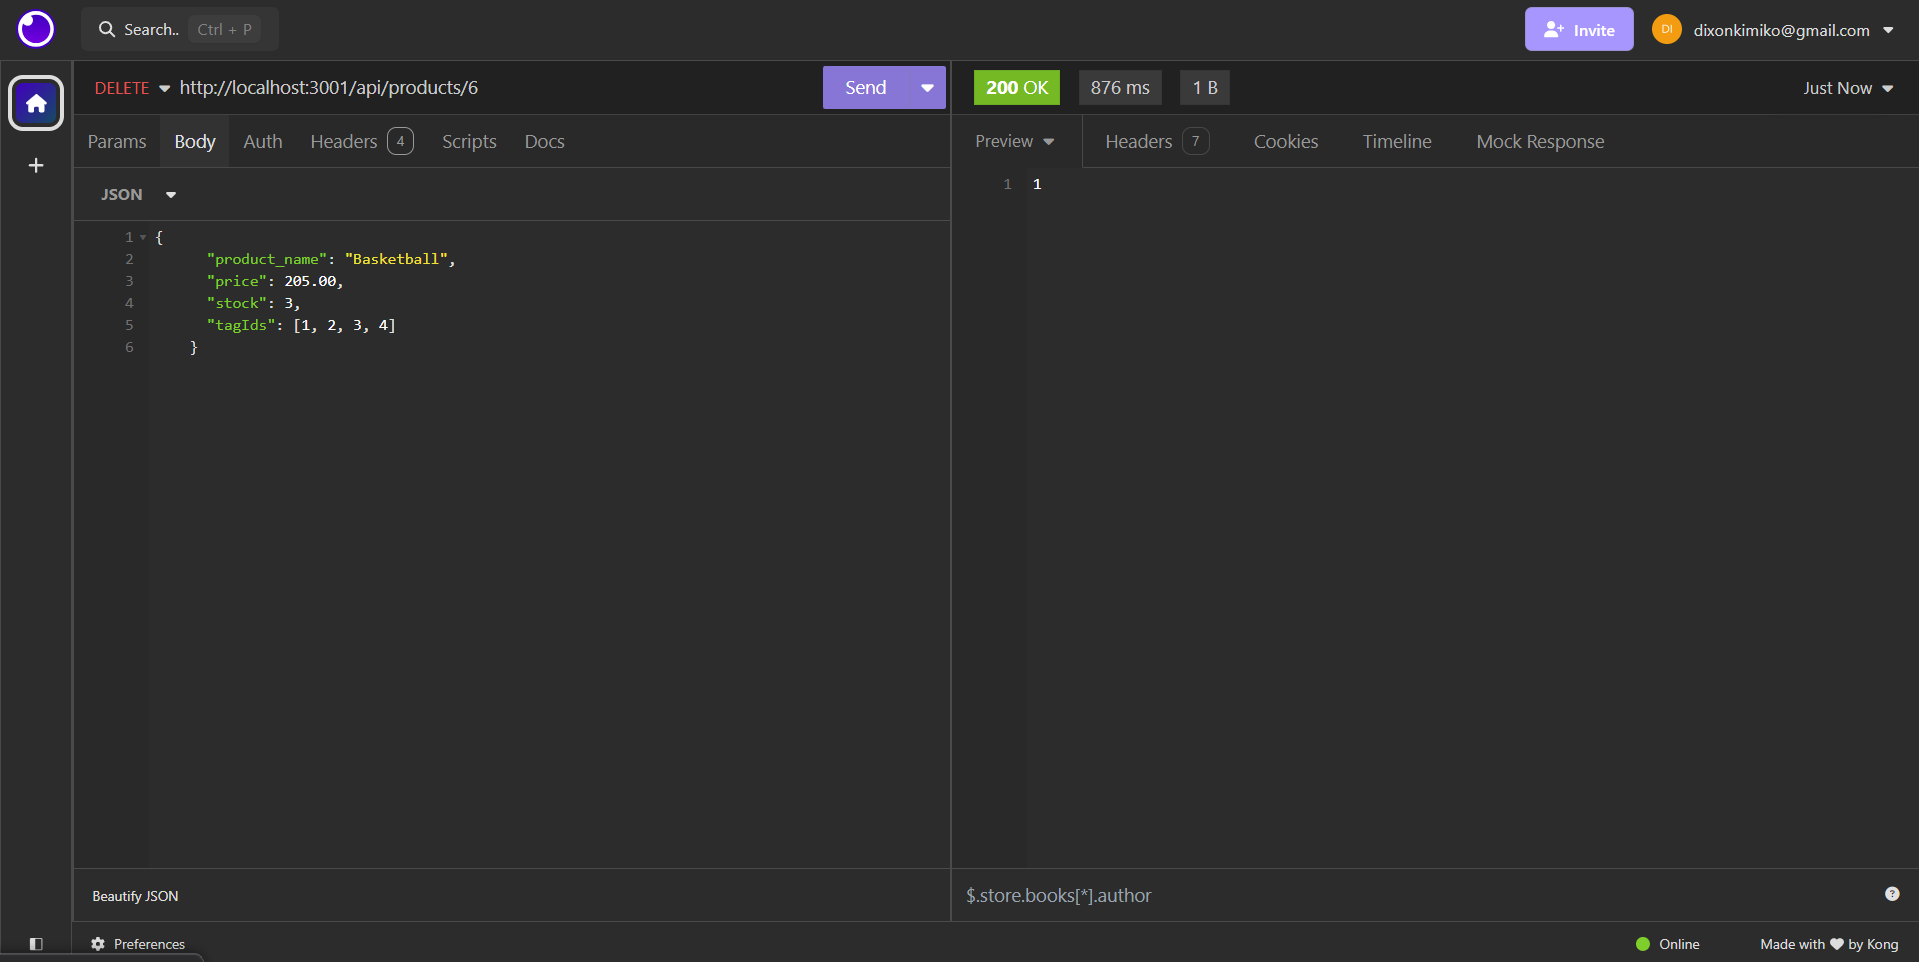 Search.. Ctrl + P
Invite
DI dixonkimiko@gmail.com
DELETE http://localhost:3001/api/products/6 Send
200 OK 876 ms 1 B Just Now
Params Body Auth Headers 4 Scripts Docs
Preview Headers 7 Cookies Timeline Mock Response
JSON
1 {
2 "product_name": "Basketball",
3 "price": 205.00,
4 "stock": 3,
5 "tagIds": [1, 2, 3, 4]
6 }
1 1
Beautify JSON
$.store.books[*].author ?
Preferences
Online Made with ♥ by Kong